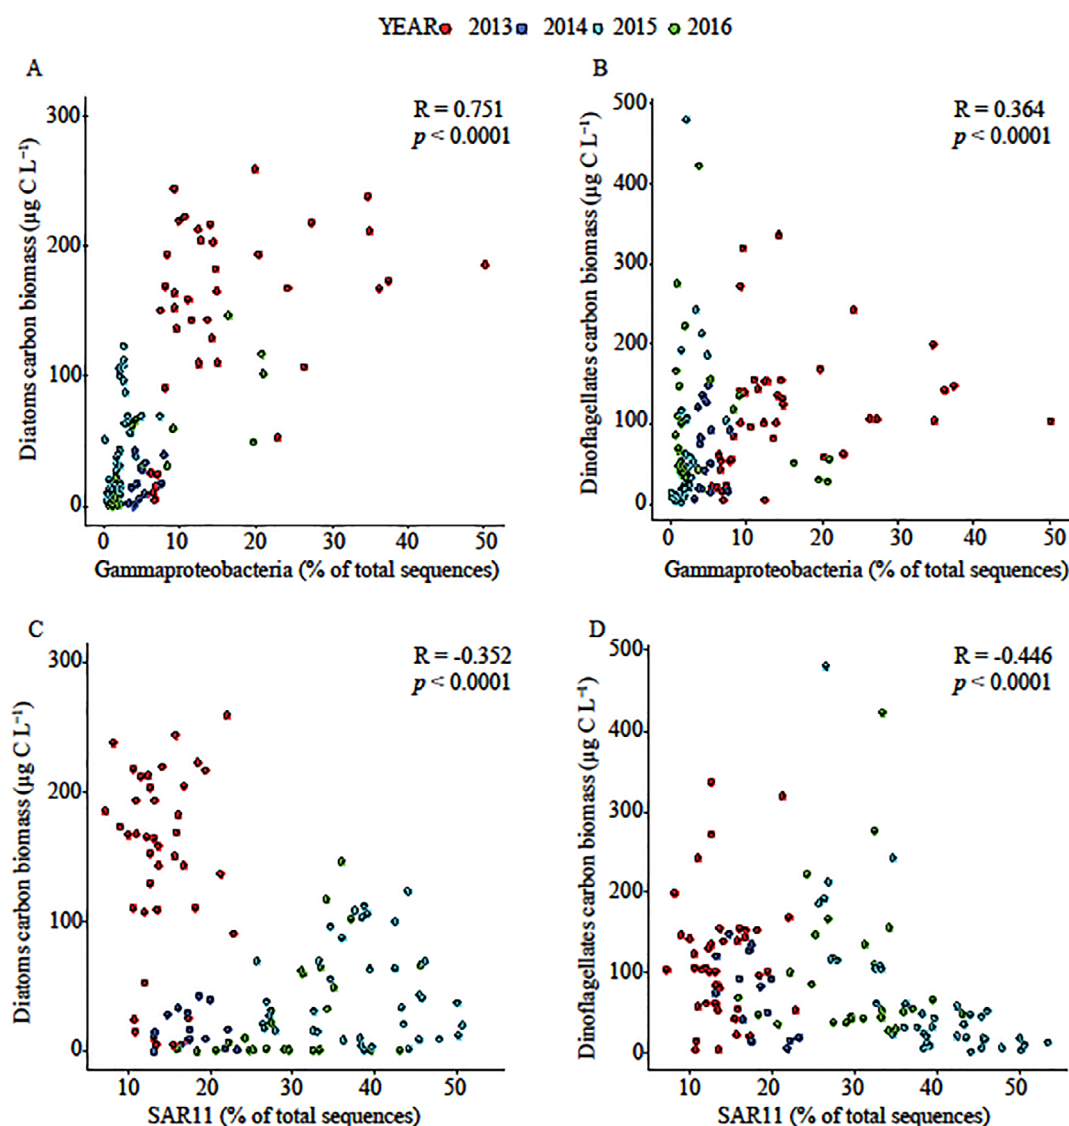 YEAR 2013 2014 2015 2016
A
R = 0.751
p < 0.0001
Diatoms carbon biomass (µg C L⁻¹)
300
200
100
0
0 10 20 30 40 50
Gammaproteobacteria (% of total sequences)
B
R = 0.364
p < 0.0001
Dinoflagellates carbon biomass (µg C L⁻¹)
500
400
300
200
100
0
0 10 20 30 40 50
Gammaproteobacteria (% of total sequences)
C
R = -0.352
p < 0.0001
Diatoms carbon biomass (µg C L⁻¹)
300
200
100
0
10 20 30 40 50
SAR11 (% of total sequences)
D
R = -0.446
p < 0.0001
Dinoflagellates carbon biomass (µg C L⁻¹)
500
400
300
200
100
0
10 20 30 40 50
SAR11 (% of total sequences)